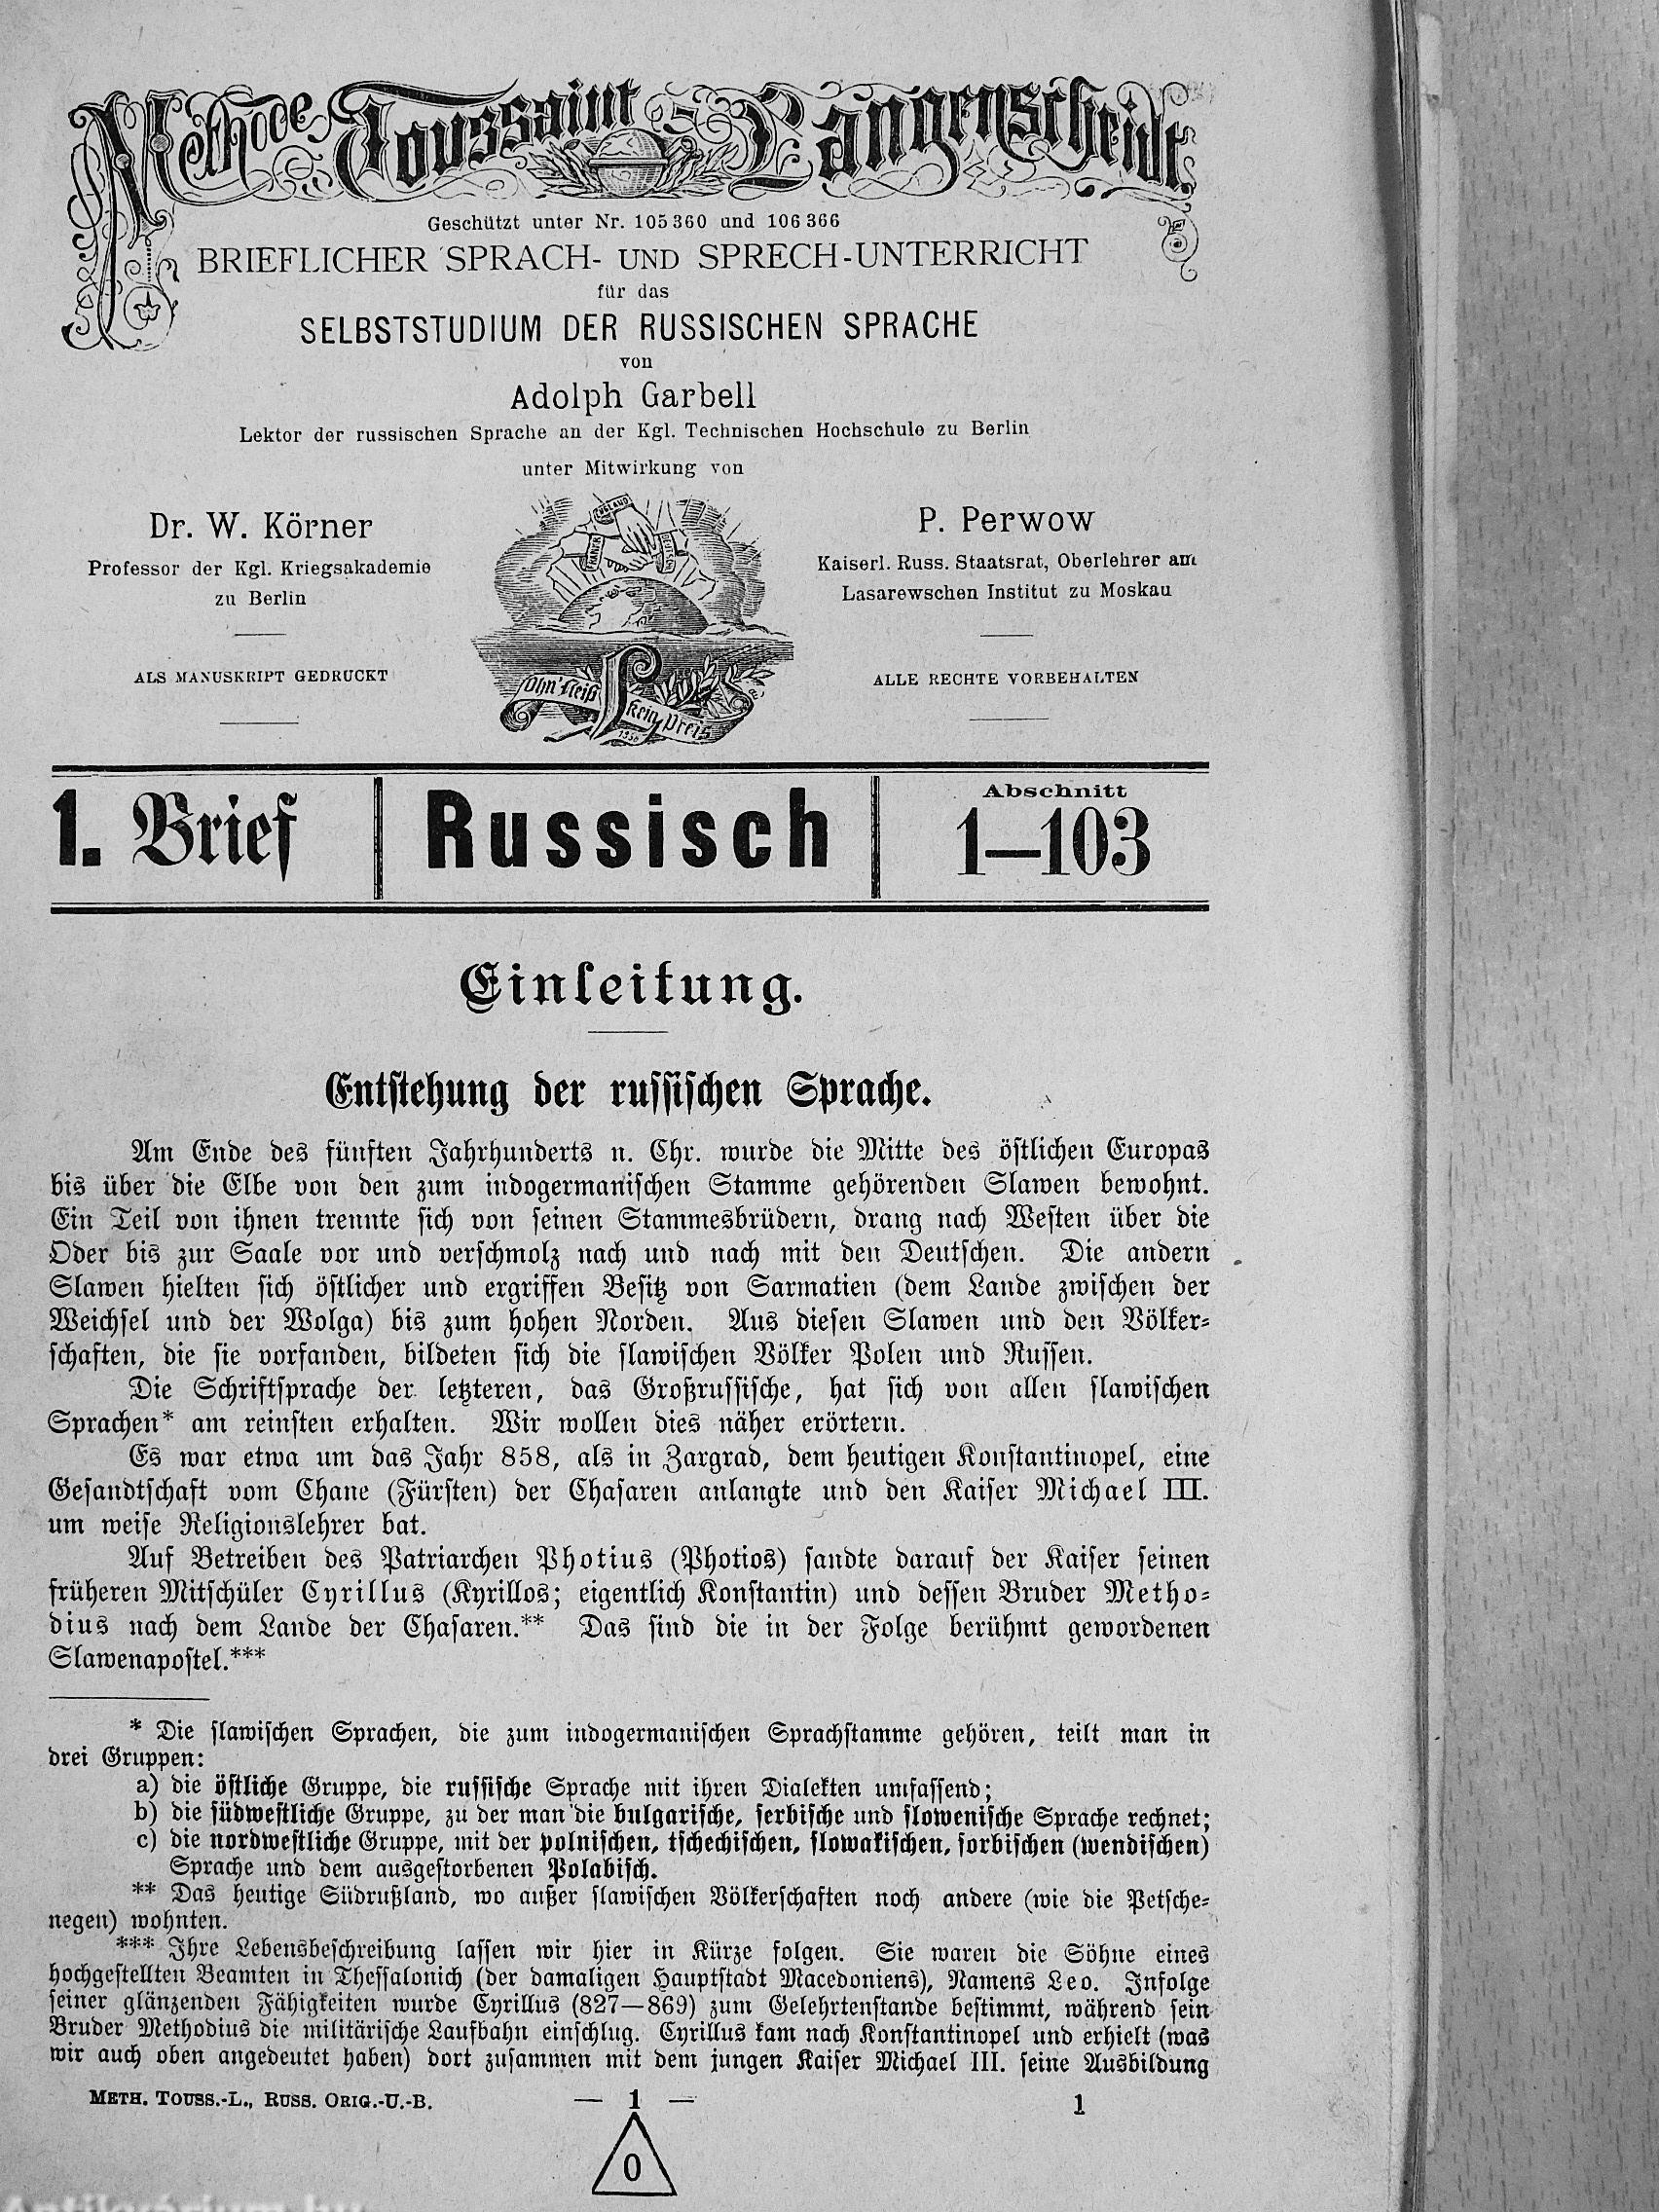 Methode Toussaint Langenscheidt
Geschützt unter Nr. 105360 und 106366
BRIEFLICHER SPRACH- UND SPRECH-UNTERRICHT
für das
SELBSTSTUDIUM DER RUSSISCHEN SPRACHE
von
Adolph Garbell
Lektor der russischen Sprache an der Kgl. Technischen Hochschule zu Berlin
unter Mitwirkung von
Dr. W. Körner
Professor der Kgl. Kriegsakademie
zu Berlin
ALS MANUSKRIPT GEDRUCKT
ENGLAND
Ohn' Fleiß
kein Preis
P. Perwow
Kaiserl. Russ. Staatsrat, Oberlehrer am
Lasarewschen Institut zu Moskau
ALLE RECHTE VORBEHALTEN
1. Brief
Russisch
Abschnitt
1—103
Einleitung.
Entstehung der russischen Sprache.
Am Ende des fünften Jahrhunderts n. Chr. wurde die Mitte des östlichen Europas
bis über die Elbe von den zum indogermanischen Stamme gehörenden Slawen bewohnt.
Ein Teil von ihnen trennte sich von seinen Stammesbrüdern, drang nach Westen über die
Oder bis zur Saale vor und verschmolz nach und nach mit den Deutschen. Die andern
Slawen hielten sich östlicher und ergriffen Besitz von Sarmatien (dem Lande zwischen der
Weichsel und der Wolga) bis zum hohen Norden. Aus diesen Slawen und den Völker-
schaften, die sie vorfanden, bildeten sich die slawischen Völker Polen und Russen.
Die Schriftsprache der letzteren, das Großrussische, hat sich von allen slawischen
Sprachen* am reinsten erhalten. Wir wollen dies näher erörtern.
Es war etwa um das Jahr 858, als in Zargrad, dem heutigen Konstantinopel, eine
Gesandtschaft vom Chane (Fürsten) der Chasaren anlangte und den Kaiser Michael III.
um weise Religionslehrer bat.
Auf Betreiben des Patriarchen Photius (Photios) sandte darauf der Kaiser seinen
früheren Mitschüler Cyrillus (Kyrillos; eigentlich Konstantin) und dessen Bruder Metho-
dius nach dem Lande der Chasaren.** Das sind die in der Folge berühmt gewordenen
Slawenapostel.***
* Die slawischen Sprachen, die zum indogermanischen Sprachstamme gehören, teilt man in
drei Gruppen:
a) die östliche Gruppe, die russische Sprache mit ihren Dialekten umfassend;
b) die südwestliche Gruppe, zu der man die bulgarische, serbische und slowenische Sprache rechnet;
c) die nordwestliche Gruppe, mit der polnischen, tschechischen, slowakischen, sorbischen (wendischen)
Sprache und dem ausgestorbenen Polabisch.
** Das heutige Südrußland, wo außer slawischen Völkerschaften noch andere (wie die Petsche-
negen) wohnten.
*** Ihre Lebensbeschreibung lassen wir hier in Kürze folgen. Sie waren die Söhne eines
hochgestellten Beamten in Thessalonich (der damaligen Hauptstadt Macedoniens), Namens Leo. Infolge
seiner glänzenden Fähigkeiten wurde Cyrillus (827—869) zum Gelehrtenstande bestimmt, während sein
Bruder Methodius die militärische Laufbahn einschlug. Cyrillus kam nach Konstantinopel und erhielt (was
wir auch oben angedeutet haben) dort zusammen mit dem jungen Kaiser Michael III. seine Ausbildung
METH. TOUSS.-L., RUSS. ORIG.-U.-B.
— 1 —
1
0
Antikvárium.hu